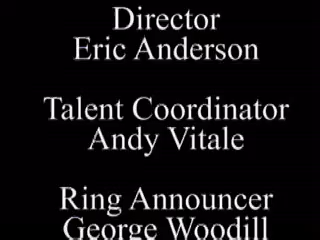 Director
Eric Anderson
Talent Coordinator
Andy Vitale
Ring Announcer
George Woodill